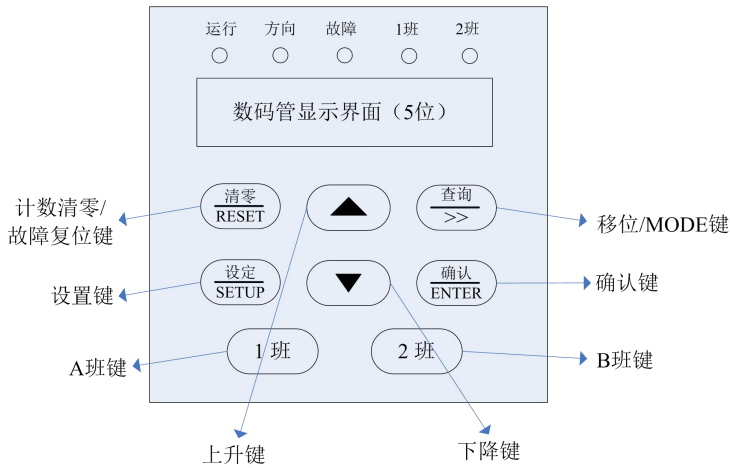 运行 方向 故障 1班 2班
数码管显示界面（5位）
清零
RESET
查询
>>
计数清零/
故障复位键
移位/MODE键
设定
SETUP
确认
ENTER
设置键
确认键
1 班
2 班
A班键
B班键
上升键
下降键